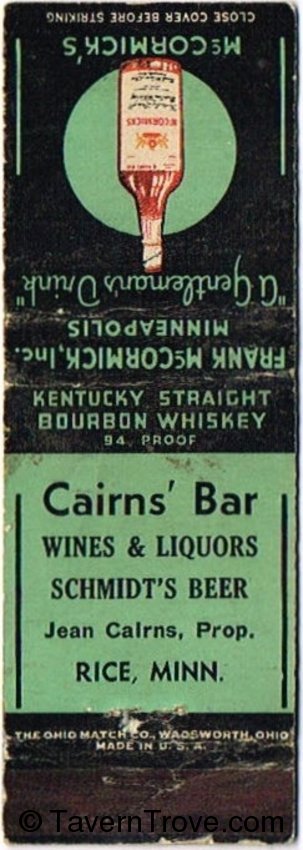 CLOSE COVER BEFORE STRIKING
McCORMICK'S
McCORMICK'S
"A Gentleman's Drink"
FRANK McCORMICK, Inc.
MINNEAPOLIS
KENTUCKY STRAIGHT
BOURBON WHISKEY
94 PROOF
Cairns' Bar
WINES & LIQUORS
SCHMIDT'S BEER
Jean Cairns, Prop.
RICE, MINN.
THE OHIO MATCH CO., WADSWORTH, OHIO
MADE IN U. S. A.
© TavernTrove.com